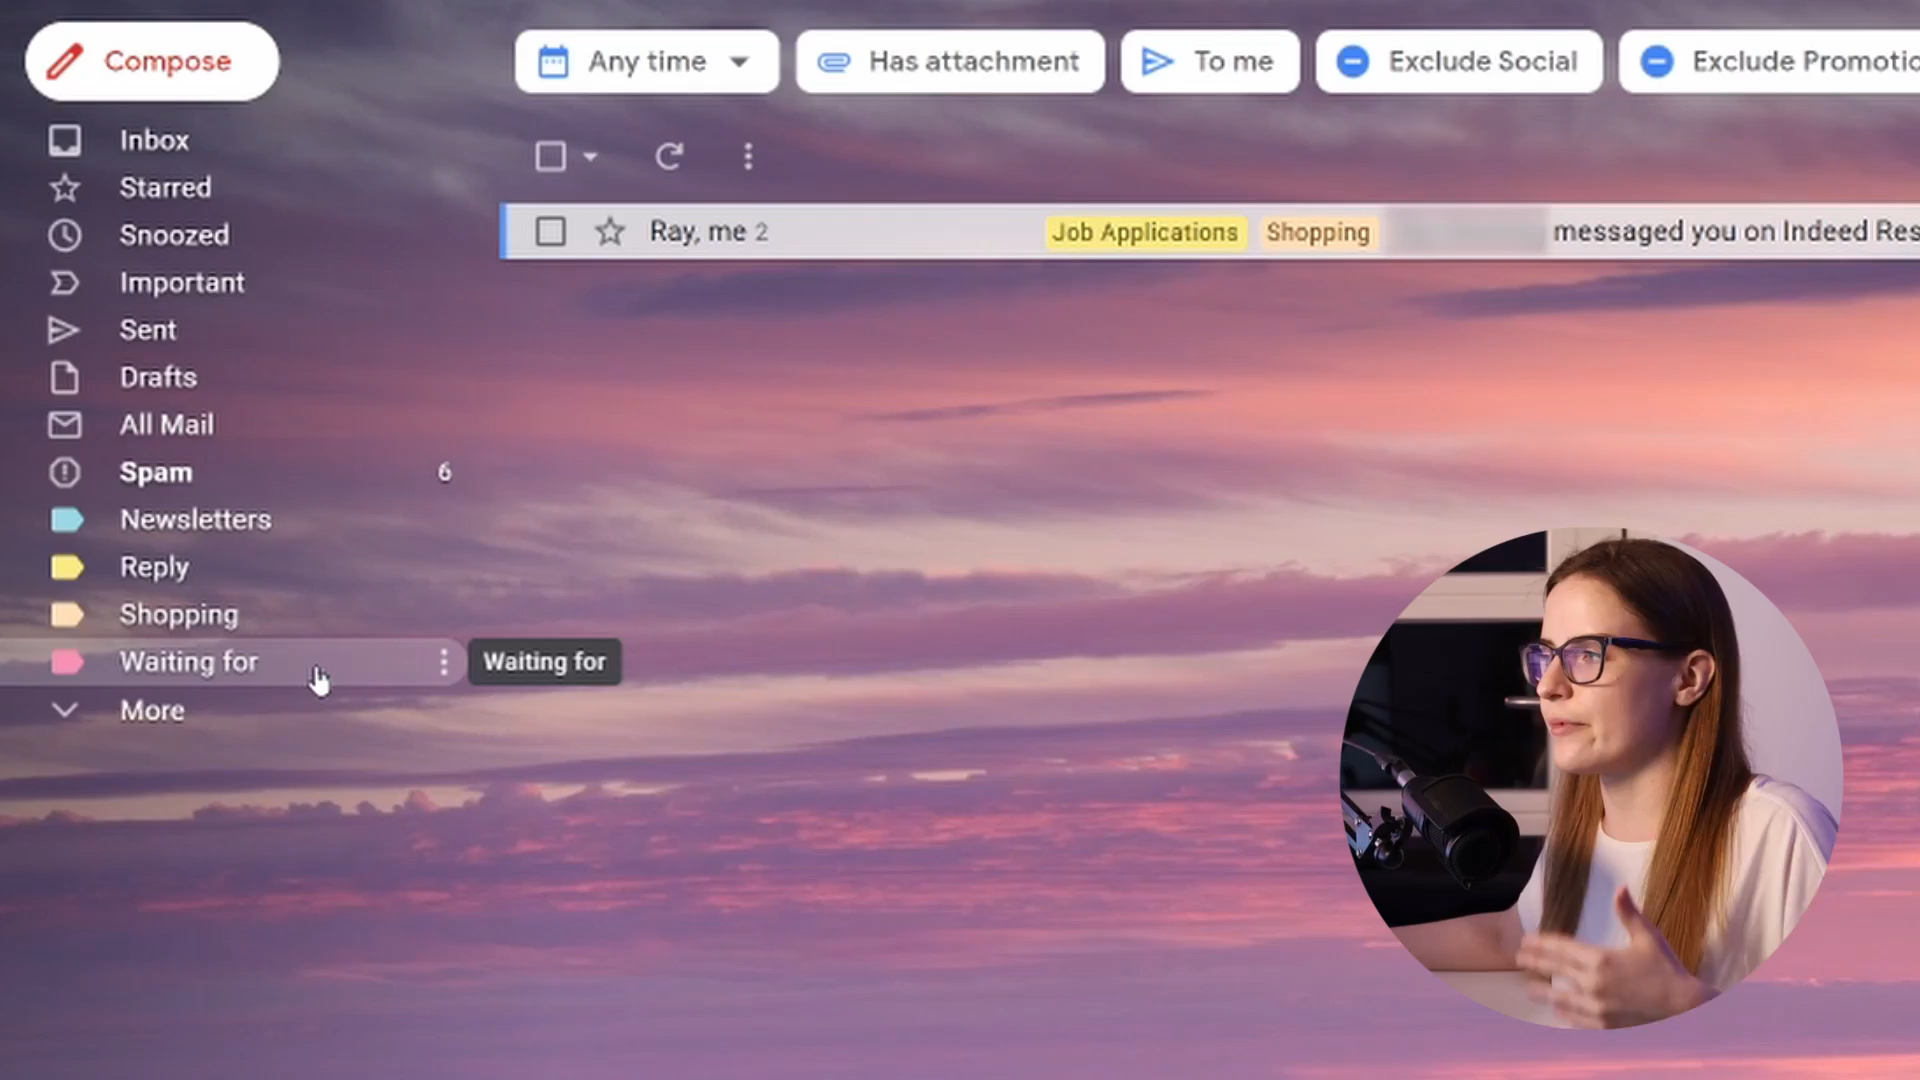 Compose
Any time
Has attachment
To me
Exclude Social
Exclude Promotio
Inbox
Starred
Snoozed
Important
Sent
Drafts
All Mail
Spam 6
Newsletters
Reply
Shopping
Waiting for
Waiting for
More
Ray, me 2 Job Applications Shopping messaged you on Indeed Res